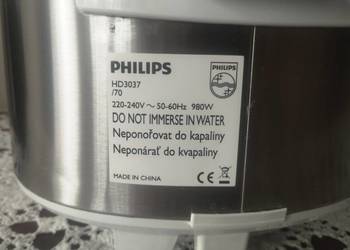 PHILIPS
HD3037
/70
220-240V ~ 50-60Hz 980W
DO NOT IMMERSE IN WATER
Neponořovat do kapaliny
Neponárať do kvapaliny
MADE IN CHINA
CE